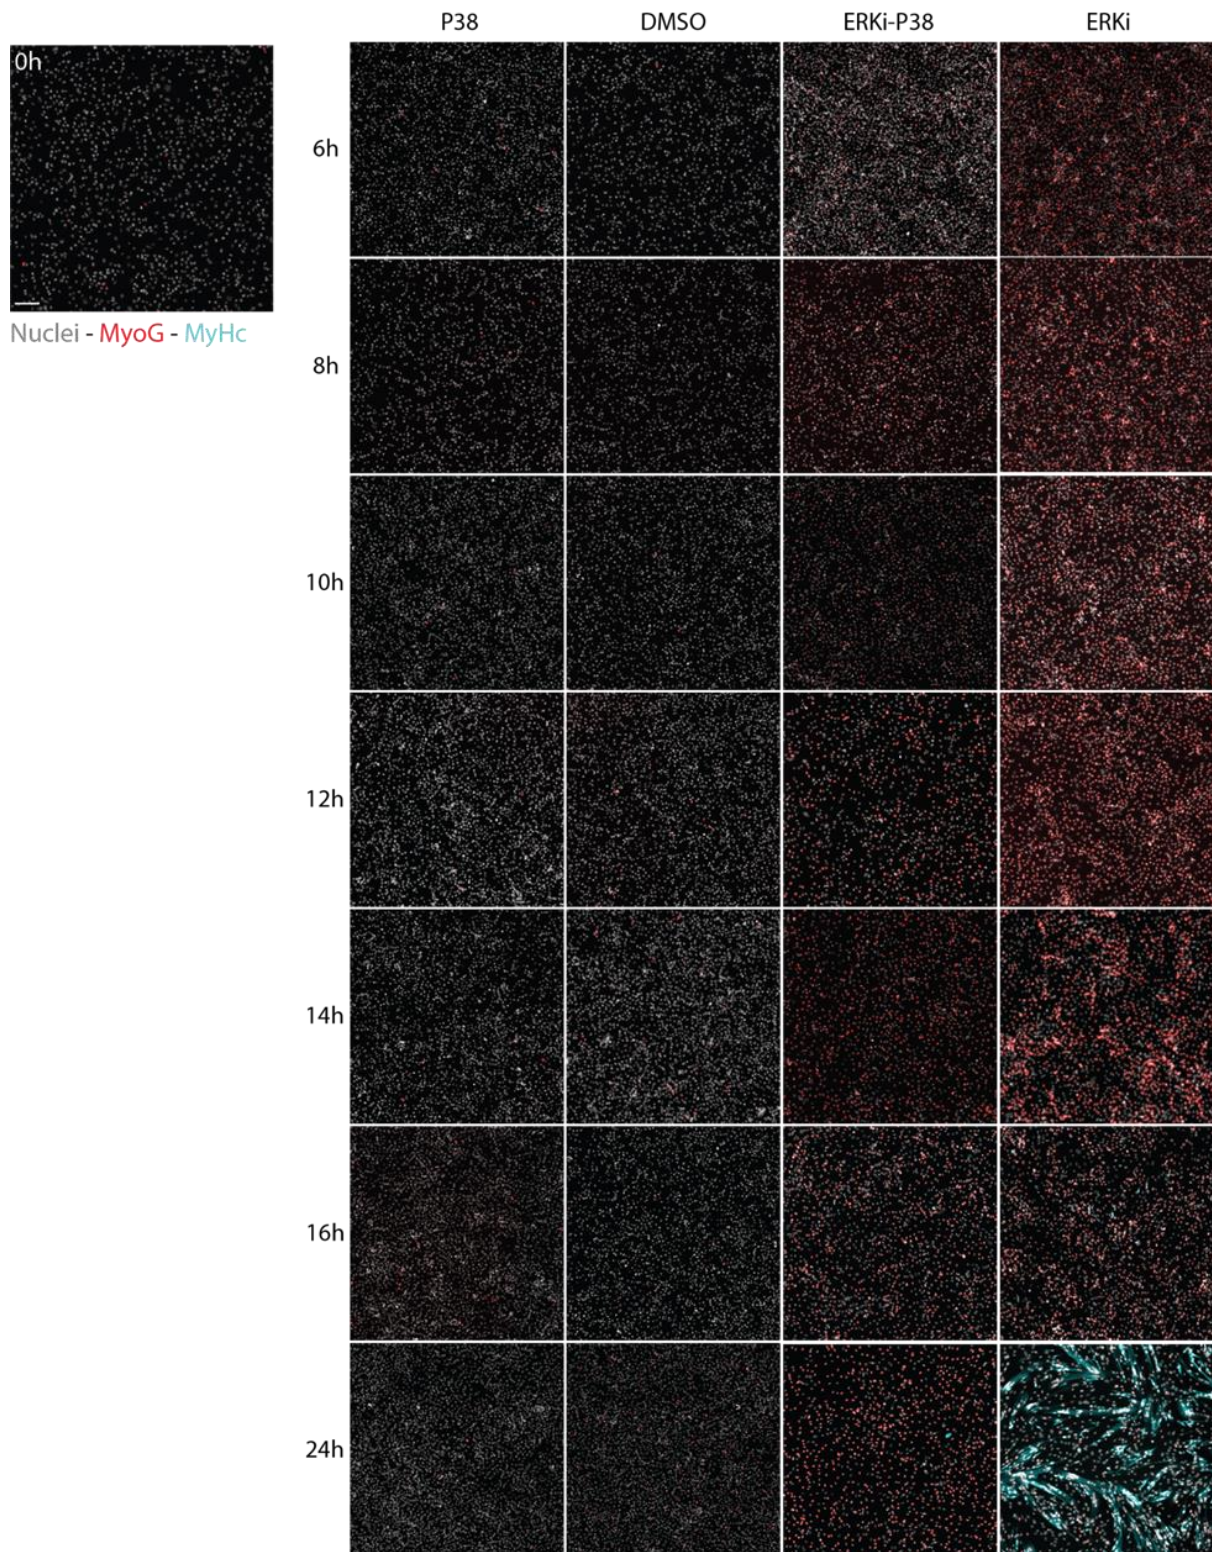 P38 DMSO ERKi-P38 ERKi
0h
Nuclei - MyoG - MyHc
6h
8h
10h
12h
14h
16h
24h